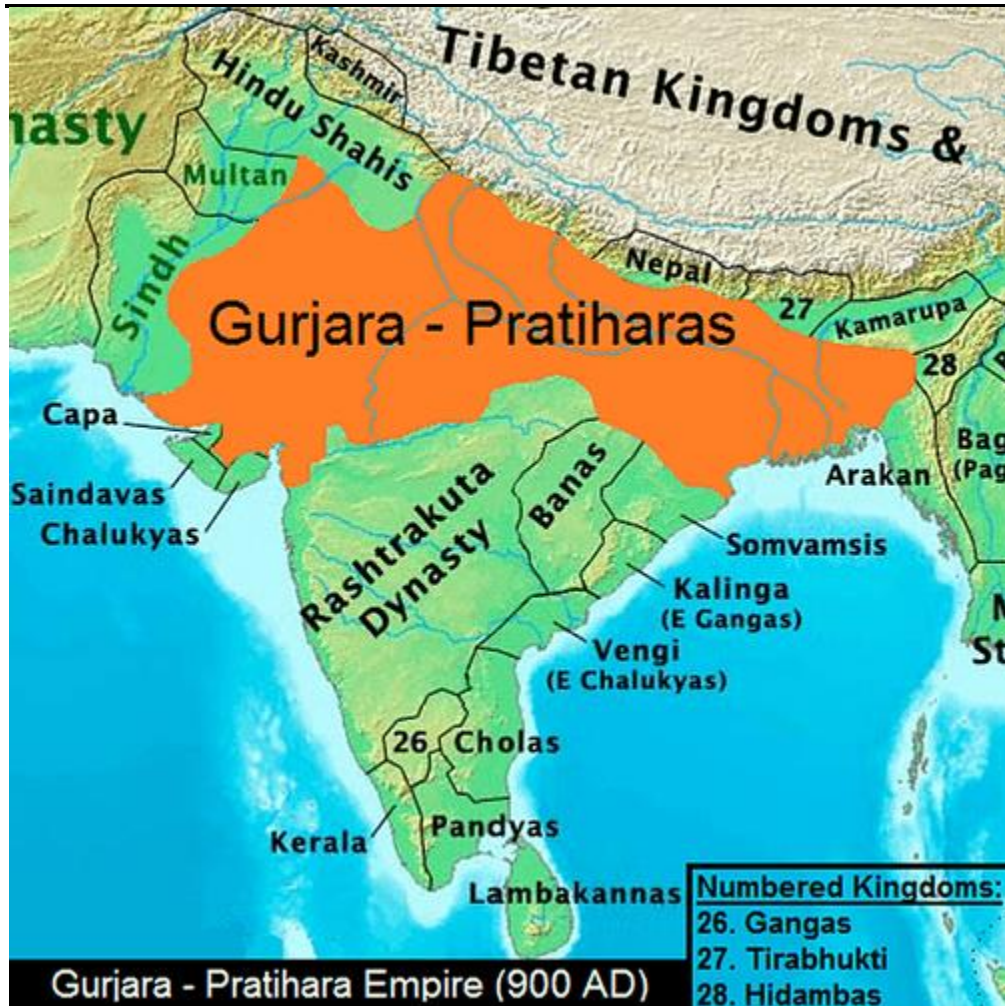 Tibetan Kingdoms &
Kashmir
Hindu Shahis
nasty
Multan
Sindh
Nepal
27
Kamarupa
28
Gurjara - Pratiharas
Capa
Saindavas
Chalukyas
Arakan
Bag
(Pag
Rashtrakuta
Dynasty
Banas
Somvamsis
Kalinga
(E Gangas)
Vengi
(E Chalukyas)
St
26
Cholas
Kerala
Pandyas
Lambakannas
Numbered Kingdoms:
26. Gangas
27. Tirabhukti
28. Hidambas
Gurjara - Pratihara Empire (900 AD)